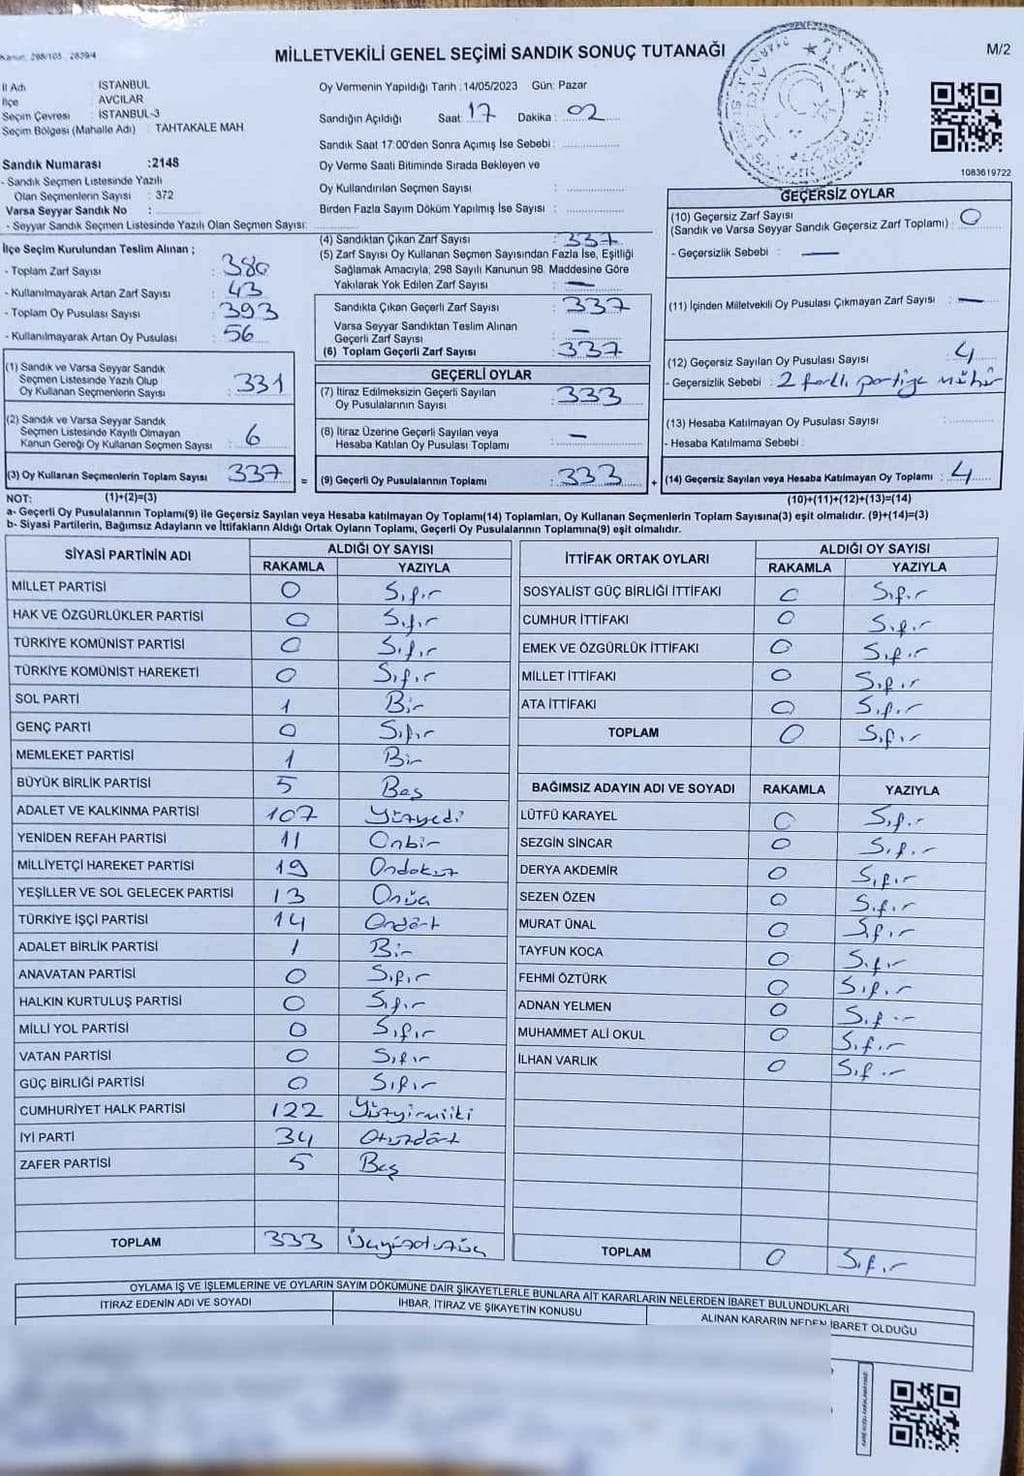 Kanun: 298/105 2839/4
MİLLETVEKİLİ GENEL SEÇİMİ SANDIK SONUÇ TUTANAĞI
M/2
İl Adı : İSTANBUL
İlçe : AVCILAR
Seçim Çevresi : İSTANBUL-3
Seçim Bölgesi (Mahalle Adı) : TAHTAKALE MAH
Sandık Numarası :2148
- Sandık Seçmen Listesinde Yazılı
Olan Seçmenlerin Sayısı : 372
Varsa Seyyar Sandık No :
- Seyyar Sandık Seçmen Listesinde Yazılı Olan Seçmen Sayısı:
Oy Vermenin Yapıldığı Tarih :14/05/2023 Gün: Pazar
Sandığın Açıldığı Saat: 17 Dakika : 02
Sandık Saat 17:00'den Sonra Açımış İse Sebebi :
Oy Verme Saati Bitiminde Sırada Bekleyen ve
Oy Kullandırılan Seçmen Sayısı :
Birden Fazla Sayım Döküm Yapılmış İse Sayısı :
1083619722
İlçe Seçim Kurulundan Teslim Alınan ;
- Toplam Zarf Sayısı : 380
- Kullanılmayarak Artan Zarf Sayısı : 43
- Toplam Oy Pusulası Sayısı : 393
- Kullanılmayarak Artan Oy Pusulası : 56
(1) Sandık ve Varsa Seyyar Sandık
Seçmen Listesinde Yazılı Olup
Oy Kullanan Seçmenlerin Sayısı : 331
(2) Sandık ve Varsa Seyyar Sandık
Seçmen Listesinde Kayıtlı Olmayan
Kanun Gereği Oy Kullanan Seçmen Sayısı : 6
(3) Oy Kullanan Seçmenlerin Toplam Sayısı : 337
(4) Sandıktan Çıkan Zarf Sayısı : 337
(5) Zarf Sayısı Oy Kullanan Seçmen Sayısından Fazla İse, Eşitliği
Sağlamak Amacıyla; 298 Sayılı Kanunun 98. Maddesine Göre
Yakılarak Yok Edilen Zarf Sayısı : —
Sandıkta Çıkan Geçerli Zarf Sayısı : 337
Varsa Seyyar Sandıktan Teslim Alınan
Geçerli Zarf Sayısı : —
(6) Toplam Geçerli Zarf Sayısı : 337
GEÇERLİ OYLAR
(7) İtiraz Edilmeksizin Geçerli Sayılan
Oy Pusulalarının Sayısı : 333
(8) İtiraz Üzerine Geçerli Sayılan veya
Hesaba Katılan Oy Pusulası Toplamı : —
= (9) Geçerli Oy Pusulalarının Toplamı : 333
GEÇERSİZ OYLAR
(10) Geçersiz Zarf Sayısı
(Sandık ve Varsa Seyyar Sandık Geçersiz Zarf Toplamı) : 0
- Geçersizlik Sebebi : —
(11) İçinden Milletvekili Oy Pusulası Çıkmayan Zarf Sayısı : —
(12) Geçersiz Sayılan Oy Pusulası Sayısı : 4
- Geçersizlik Sebebi : 2 farklı partiye mühür
(13) Hesaba Katılmayan Oy Pusulası Sayısı :
- Hesaba Katılmama Sebebi :
+ (14) Geçersiz Sayılan veya Hesaba Katılmayan Oy Toplamı : 4
NOT: (1)+(2)=(3)
(10)+(11)+(12)+(13)=(14)
a- Geçerli Oy Pusulalarının Toplamı(9) ile Geçersiz Sayılan veya Hesaba katılmayan Oy Toplamı(14) Toplamları, Oy Kullanan Seçmenlerin Toplam Sayısına(3) eşit olmalıdır. (9)+(14)=(3)
b- Siyasi Partilerin, Bağımsız Adayların ve İttifakların Aldığı Ortak Oyların Toplamı, Geçerli Oy Pusulalarının Toplamına(9) eşit olmalıdır.
SİYASİ PARTİNİN ADI ALDIĞI OY SAYISI
RAKAMLA YAZIYLA
MİLLET PARTİSİ 0 Sıfır
HAK VE ÖZGÜRLÜKLER PARTİSİ 0 Sıfır
TÜRKİYE KOMÜNİST PARTİSİ 0 Sıfır
TÜRKİYE KOMÜNİST HAREKETİ 0 Sıfır
SOL PARTİ 1 Bir
GENÇ PARTİ 0 Sıfır
MEMLEKET PARTİSİ 1 Bir
BÜYÜK BİRLİK PARTİSİ 5 Beş
ADALET VE KALKINMA PARTİSİ 107 Yüzyedi
YENİDEN REFAH PARTİSİ 11 Onbir
MİLLİYETÇİ HAREKET PARTİSİ 19 Ondokuz
YEŞİLLER VE SOL GELECEK PARTİSİ 13 Onüç
TÜRKİYE İŞÇİ PARTİSİ 14 Ondört
ADALET BİRLİK PARTİSİ 1 Bir
ANAVATAN PARTİSİ 0 Sıfır
HALKIN KURTULUŞ PARTİSİ 0 Sıfır
MİLLİ YOL PARTİSİ 0 Sıfır
VATAN PARTİSİ 0 Sıfır
GÜÇ BİRLİĞİ PARTİSİ 0 Sıfır
CUMHURİYET HALK PARTİSİ 122 Yüzyirmiiki
İYİ PARTİ 34 Otuzdört
ZAFER PARTİSİ 5 Beş
TOPLAM 333 Üçyüzotuzüç
İTTİFAK ORTAK OYLARI ALDIĞI OY SAYISI
RAKAMLA YAZIYLA
SOSYALİST GÜÇ BİRLİĞİ İTTİFAKI 0 Sıfır
CUMHUR İTTİFAKI 0 Sıfır
EMEK VE ÖZGÜRLÜK İTTİFAKI 0 Sıfır
MİLLET İTTİFAKI 0 Sıfır
ATA İTTİFAKI 0 Sıfır
TOPLAM 0 Sıfır
BAĞIMSIZ ADAYIN ADI VE SOYADI RAKAMLA YAZIYLA
LÜTFÜ KARAYEL 0 Sıfır
SEZGİN SİNCAR 0 Sıfır
DERYA AKDEMİR 0 Sıfır
SEZEN ÖZEN 0 Sıfır
MURAT ÜNAL 0 Sıfır
TAYFUN KOCA 0 Sıfır
FEHMİ ÖZTÜRK 0 Sıfır
ADNAN YELMEN 0 Sıfır
MUHAMMET ALİ OKUL 0 Sıfır
İLHAN VARLIK 0 Sıfır
TOPLAM 0 Sıfır
OYLAMA İŞ VE İŞLEMLERİNE VE OYLARIN SAYIM DÖKÜMÜNE DAİR ŞİKAYETLERLE BUNLARA AİT KARARLARIN NELERDEN İBARET BULUNDUKLARI
İTİRAZ EDENİN ADI VE SOYADI İHBAR, İTİRAZ VE ŞİKAYETİN KONUSU ALINAN KARARIN NEDEN İBARET OLDUĞU